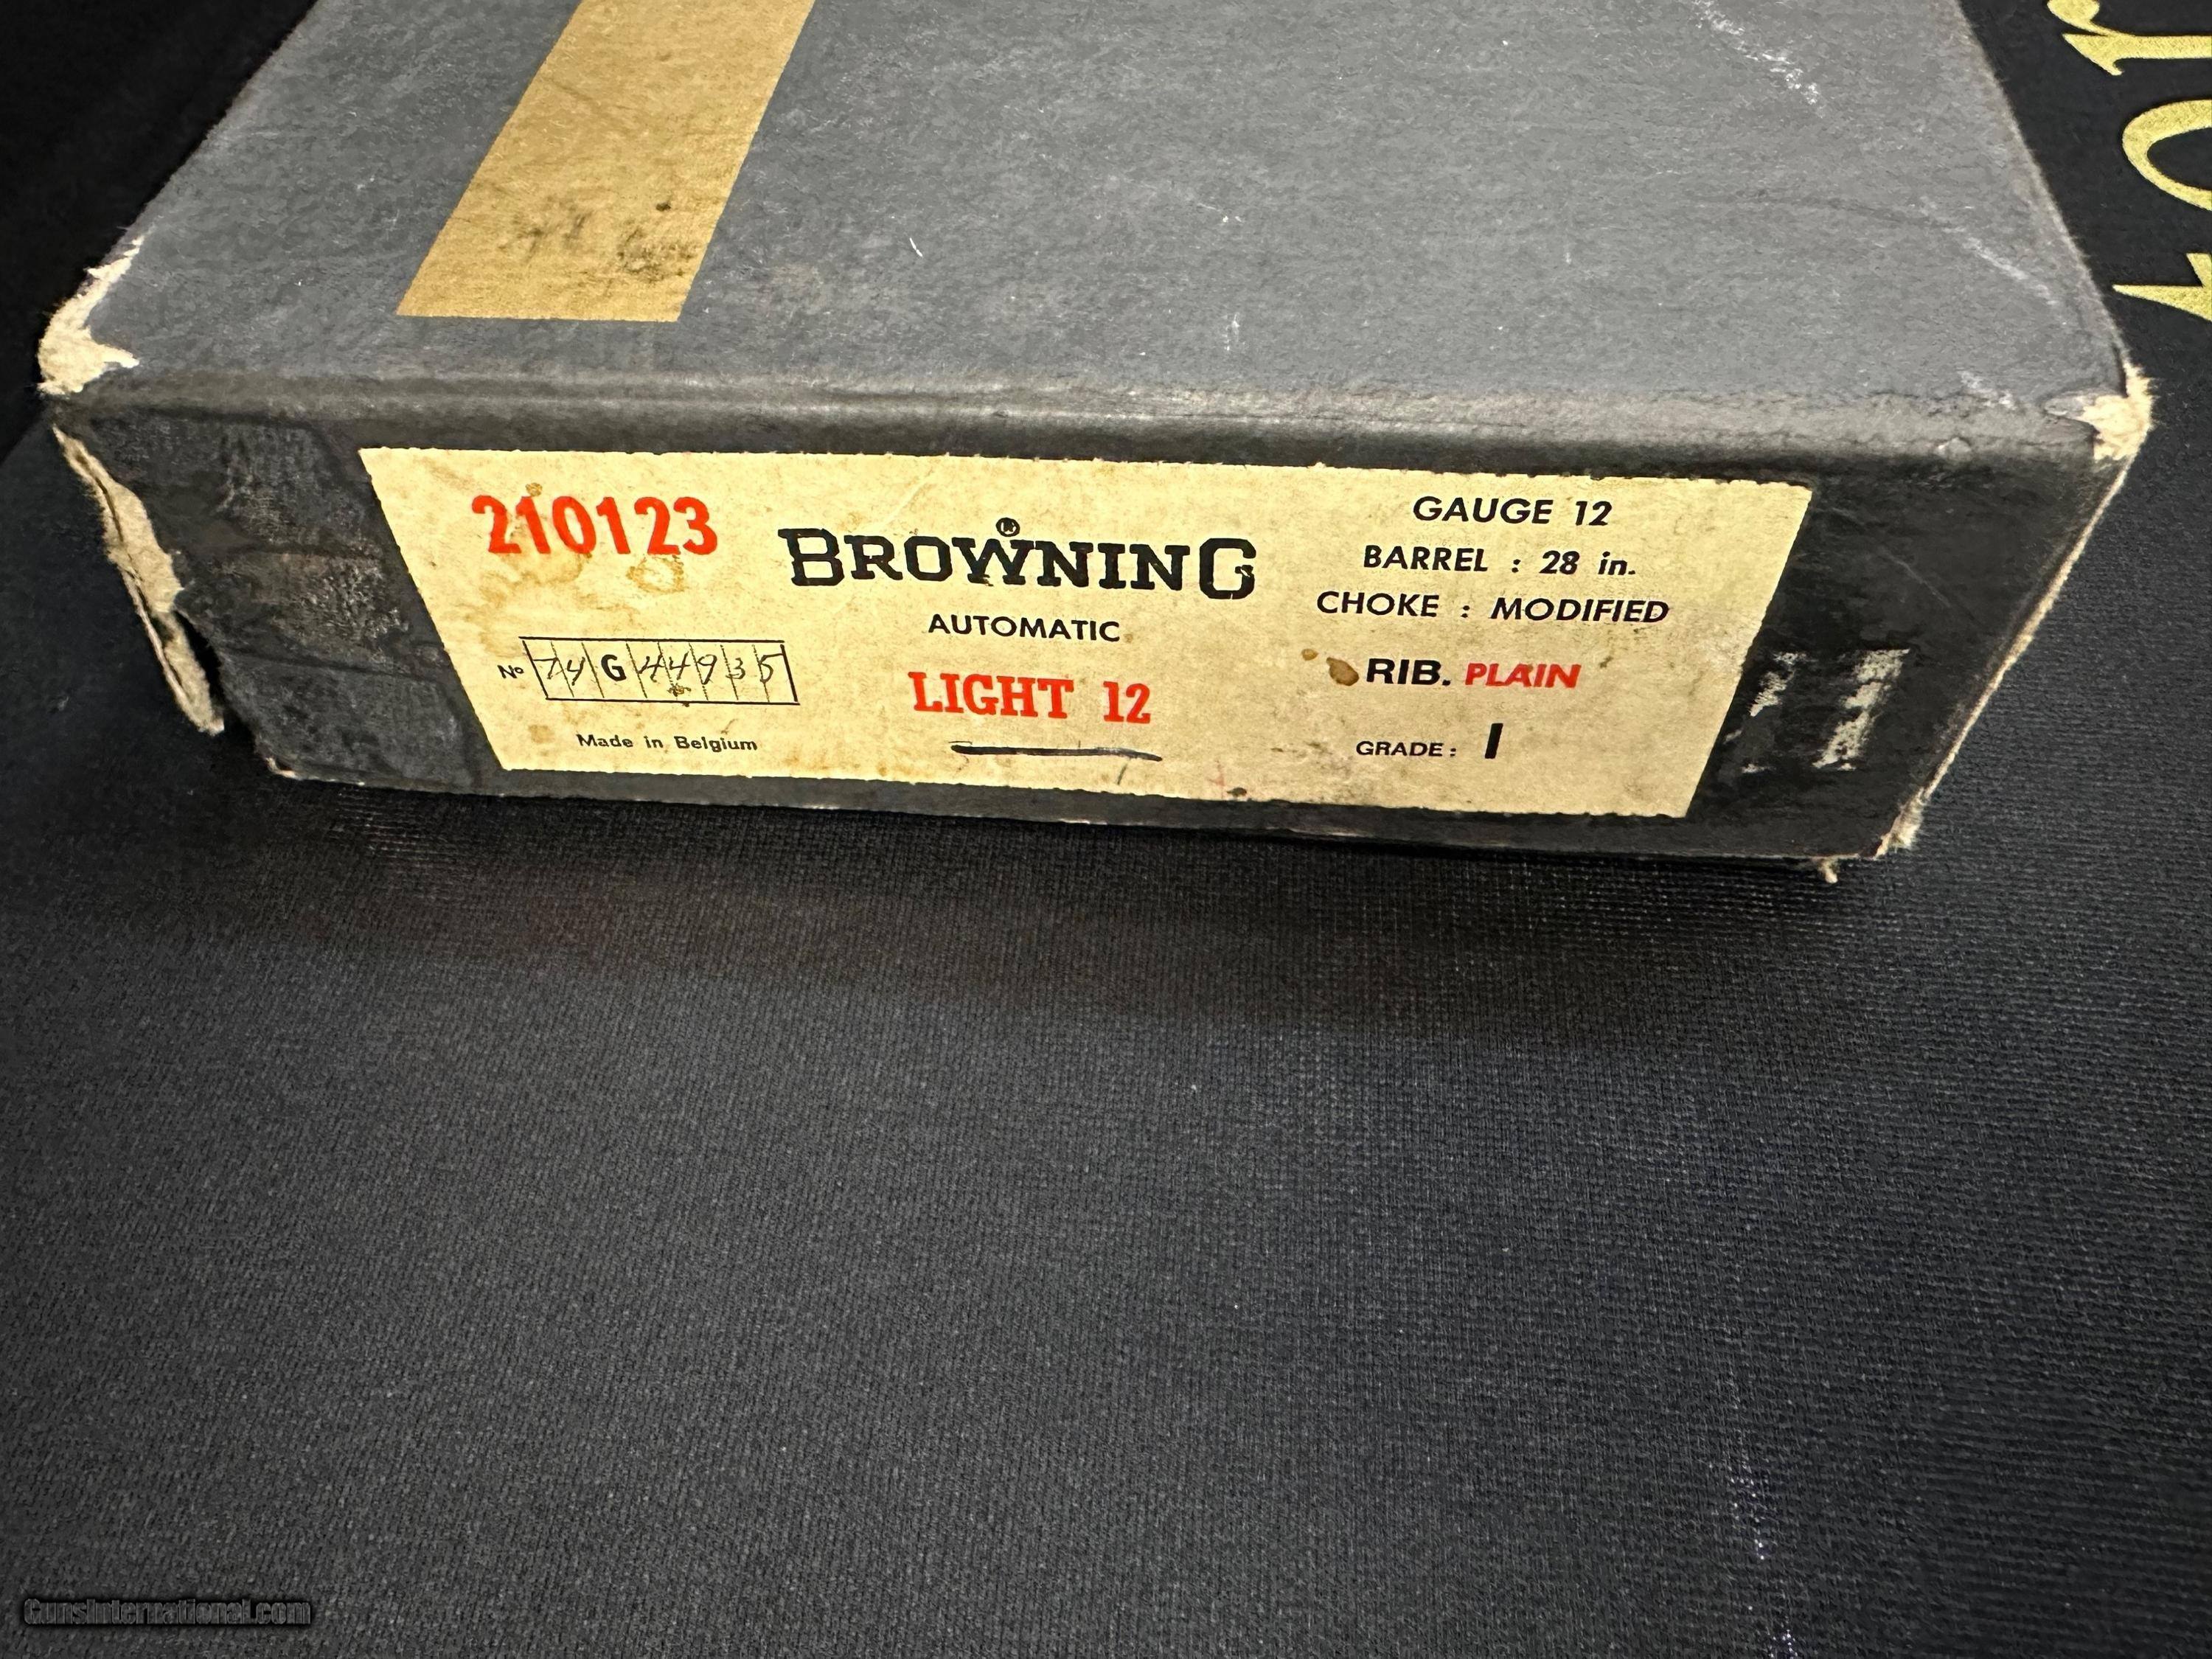 210123
BROWNING
®
AUTOMATIC
LIGHT 12
Nº 74G44935
Made in Belgium
GAUGE 12
BARREL : 28 in.
CHOKE : MODIFIED
RIB. PLAIN
GRADE : I
tor
GunsInternational.com